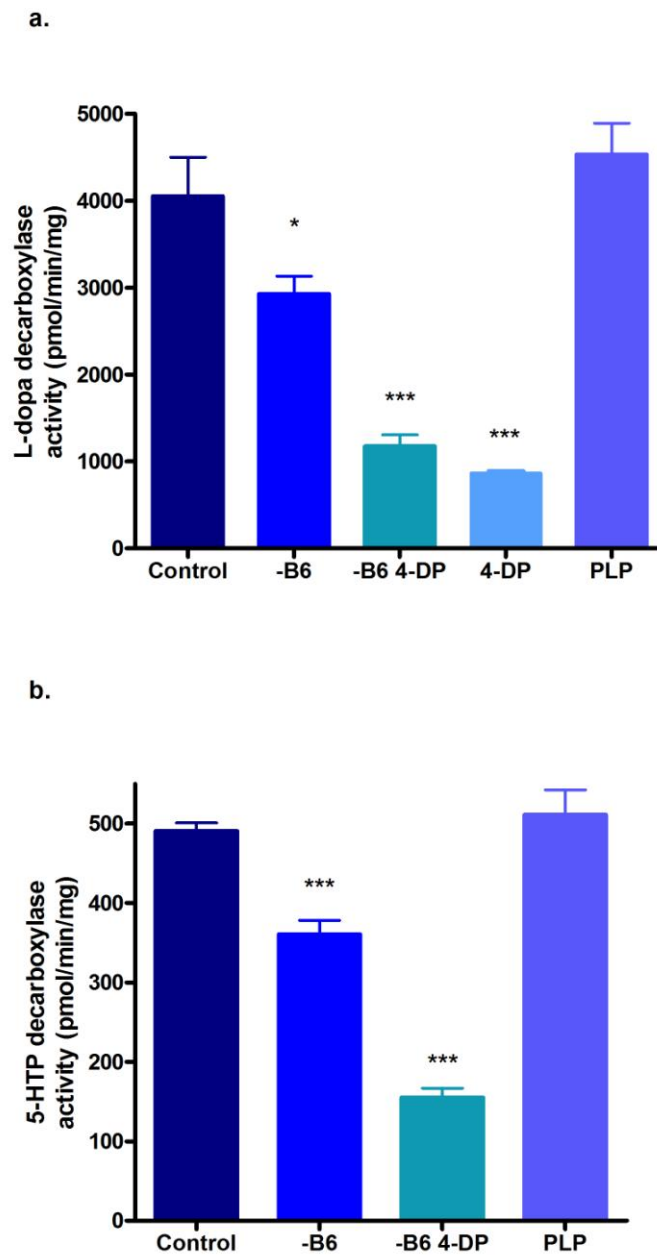 a.
L-dopa decarboxylase
activity (pmol/min/mg)
5000
4000
3000
2000
1000
0
*
***
***
Control -B6 -B6 4-DP 4-DP PLP
b.
5-HTP decarboxylase
activity (pmol/min/mg)
500
400
300
200
100
0
***
***
Control -B6 -B6 4-DP PLP